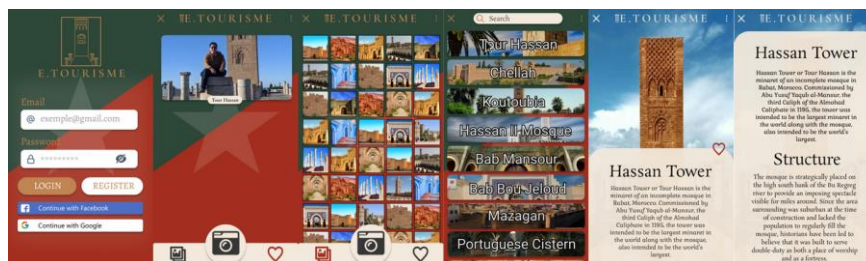 E.TOURISME
Email
@ exemple@gmail.com
Password
*********
LOGIN
REGISTER
Continue with Facebook
Continue with Google
E.TOURISME
Tour Hassan
E.TOURISME
Search
Tour Hassan
Chellah
Koutoubia
Hassan II Mosque
Bab Mansour
Bab Bou Jeloud
Mazagan
Portuguese Cistern
E.TOURISME
Hassan Tower
Hassan Tower or Tour Hassan is the
minaret of an incomplete mosque in
Rabat, Morocco. Commissioned by
Abu Yusuf Yaqub al-Mansur, the
third Caliph of the Almohad
Caliphate in 1195, the tower was
intended to be the largest minaret in
the world along with the mosque,
E.TOURISME
Hassan Tower
Hassan Tower or Tour Hassan is the
minaret of an incomplete mosque in
Rabat, Morocco. Commissioned by
Abu Yusuf Yaqub al-Mansur, the
third Caliph of the Almohad
Caliphate in 1195, the tower was
intended to be the largest minaret in
the world along with the mosque,
also intended to be the world's
largest.
Structure
The mosque is strategically placed on
the high south bank of the Bu Regreg
river to provide an imposing spectacle
visible for miles around. Since the area
surrounding was suburban at the time
of construction and lacked the
population to regularly fill the
mosque, historians have been led to
believe that it was built to serve
double-duty as both a place of worship
and as a fortress.